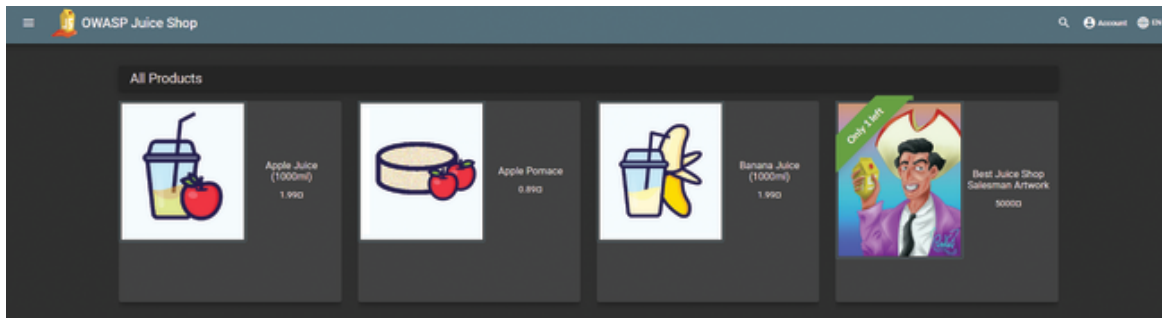 OWASP Juice Shop
Account
EN
All Products
Apple Juice
(1000ml)
1.99¤
Apple Pomace
0.89¤
Banana Juice
(1000ml)
1.99¤
Only 1 left
Best Juice Shop
Salesman Artwork
5000¤